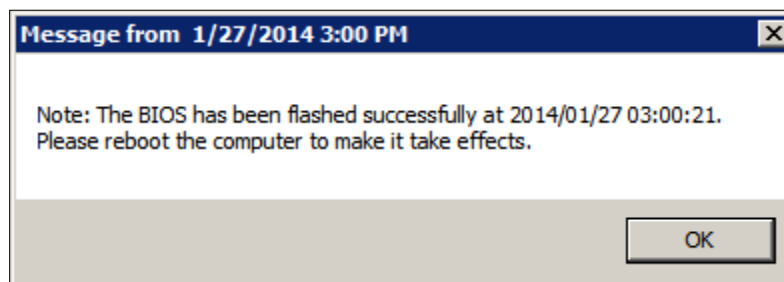 Message from 1/27/2014 3:00 PM
Note: The BIOS has been flashed successfully at 2014/01/27 03:00:21.
Please reboot the computer to make it take effects.
OK